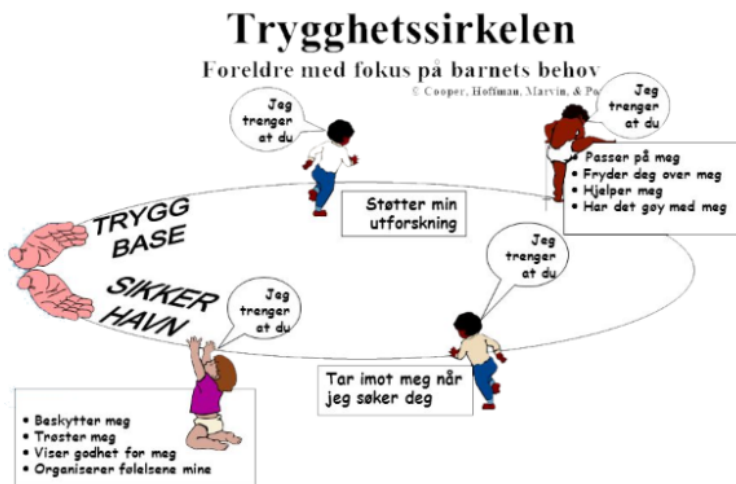 Trygghetssirkelen
Foreldre med fokus på barnets behov
© Cooper, Hoffman, Marvin, &
Jeg
trenger
at du
Jeg
trenger
at du
• Passer på meg
• Fryder deg over meg
• Hjelper meg
• Har det gøy med meg
Støtter min
utforskning
TRYGG
BASE
SIKKER
HAVN
Jeg
trenger
at du
Jeg
trenger
at du
Tar imot meg når
jeg søker deg
• Beskytter meg
• Trøster meg
• Viser godhet for meg
• Organiserer følelsene mine